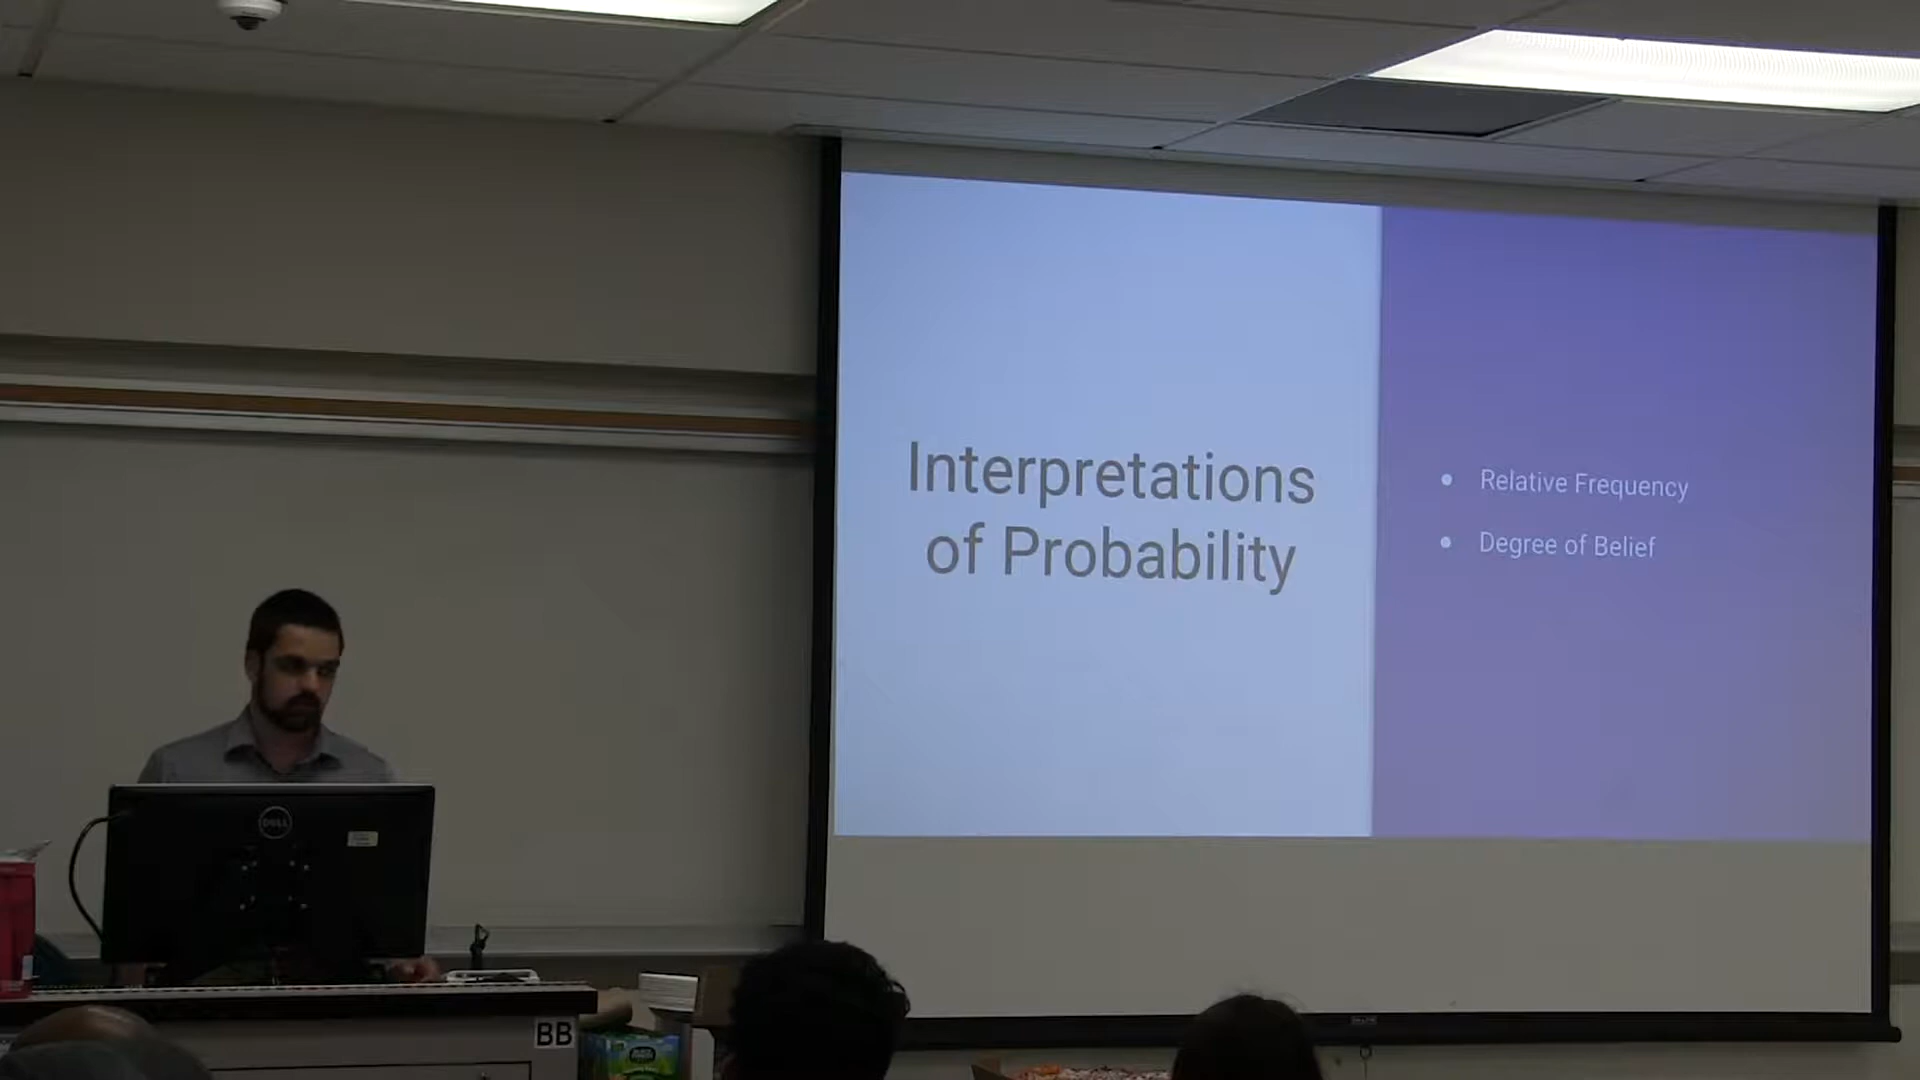 Interpretations
of Probability
• Relative Frequency
• Degree of Belief
DELL
BB